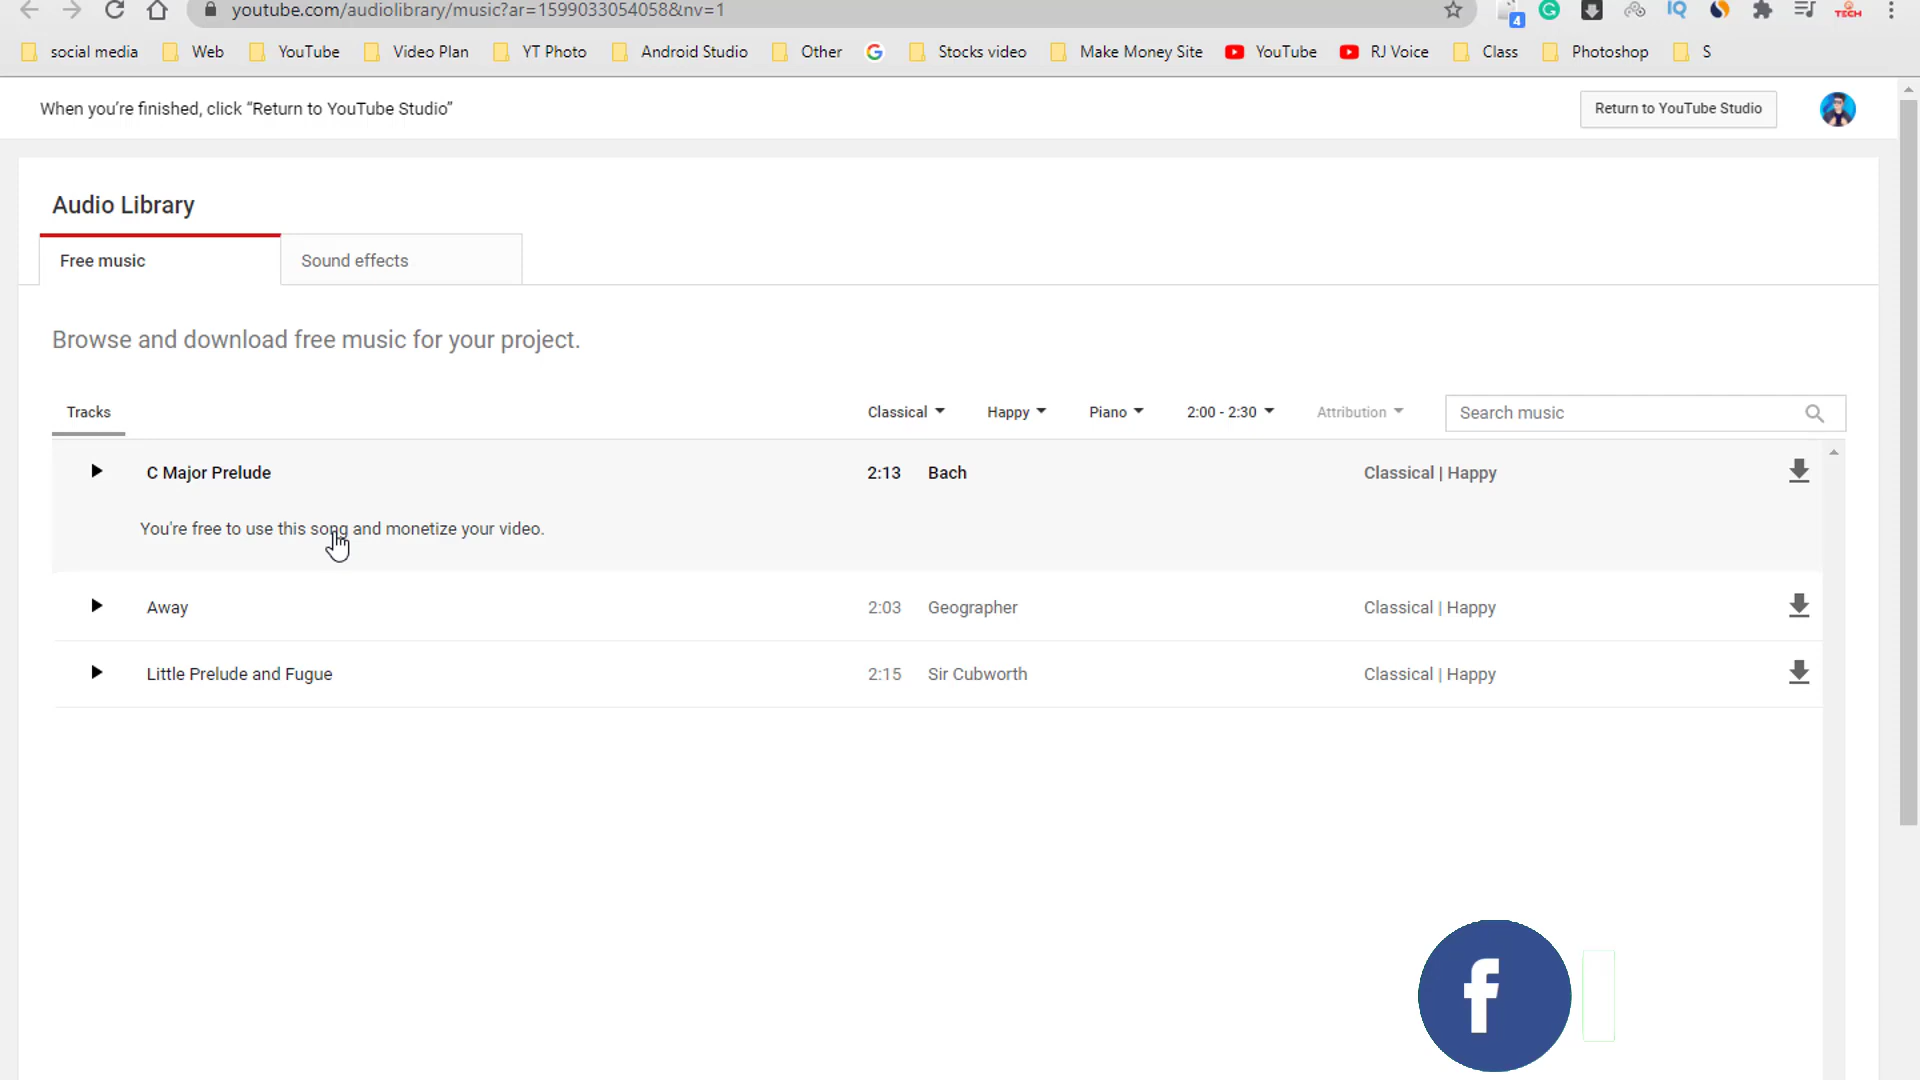 youtube.com/audiolibrary/music?ar=1599033054058&nv=1
4
IQ
TECH
social media Web YouTube Video Plan YT Photo Android Studio Other G Stocks video Make Money Site YouTube RJ Voice Class Photoshop S
When you’re finished, click “Return to YouTube Studio”
Return to YouTube Studio
Audio Library
Free music Sound effects
Browse and download free music for your project.
Tracks Classical Happy Piano 2:00 - 2:30 Attribution Search music
C Major Prelude 2:13 Bach Classical | Happy
You're free to use this song and monetize your video.
Away 2:03 Geographer Classical | Happy
Little Prelude and Fugue 2:15 Sir Cubworth Classical | Happy
f